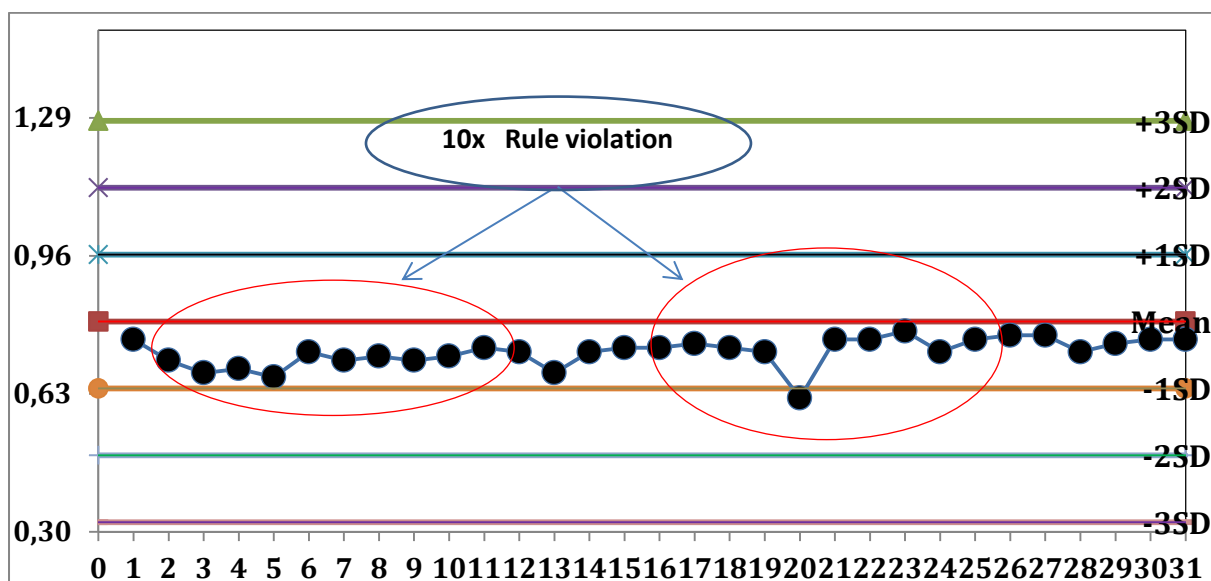 1,29
+3SD
10x Rule violation
+2SD
0,96
+1SD
Mean
0,63
-1SD
-2SD
0,30
-3SD
0 1 2 3 4 5 6 7 8 9 10 11 12 13 14 15 16 17 18 19 20 21 22 23 24 25 26 27 28 29 30 31